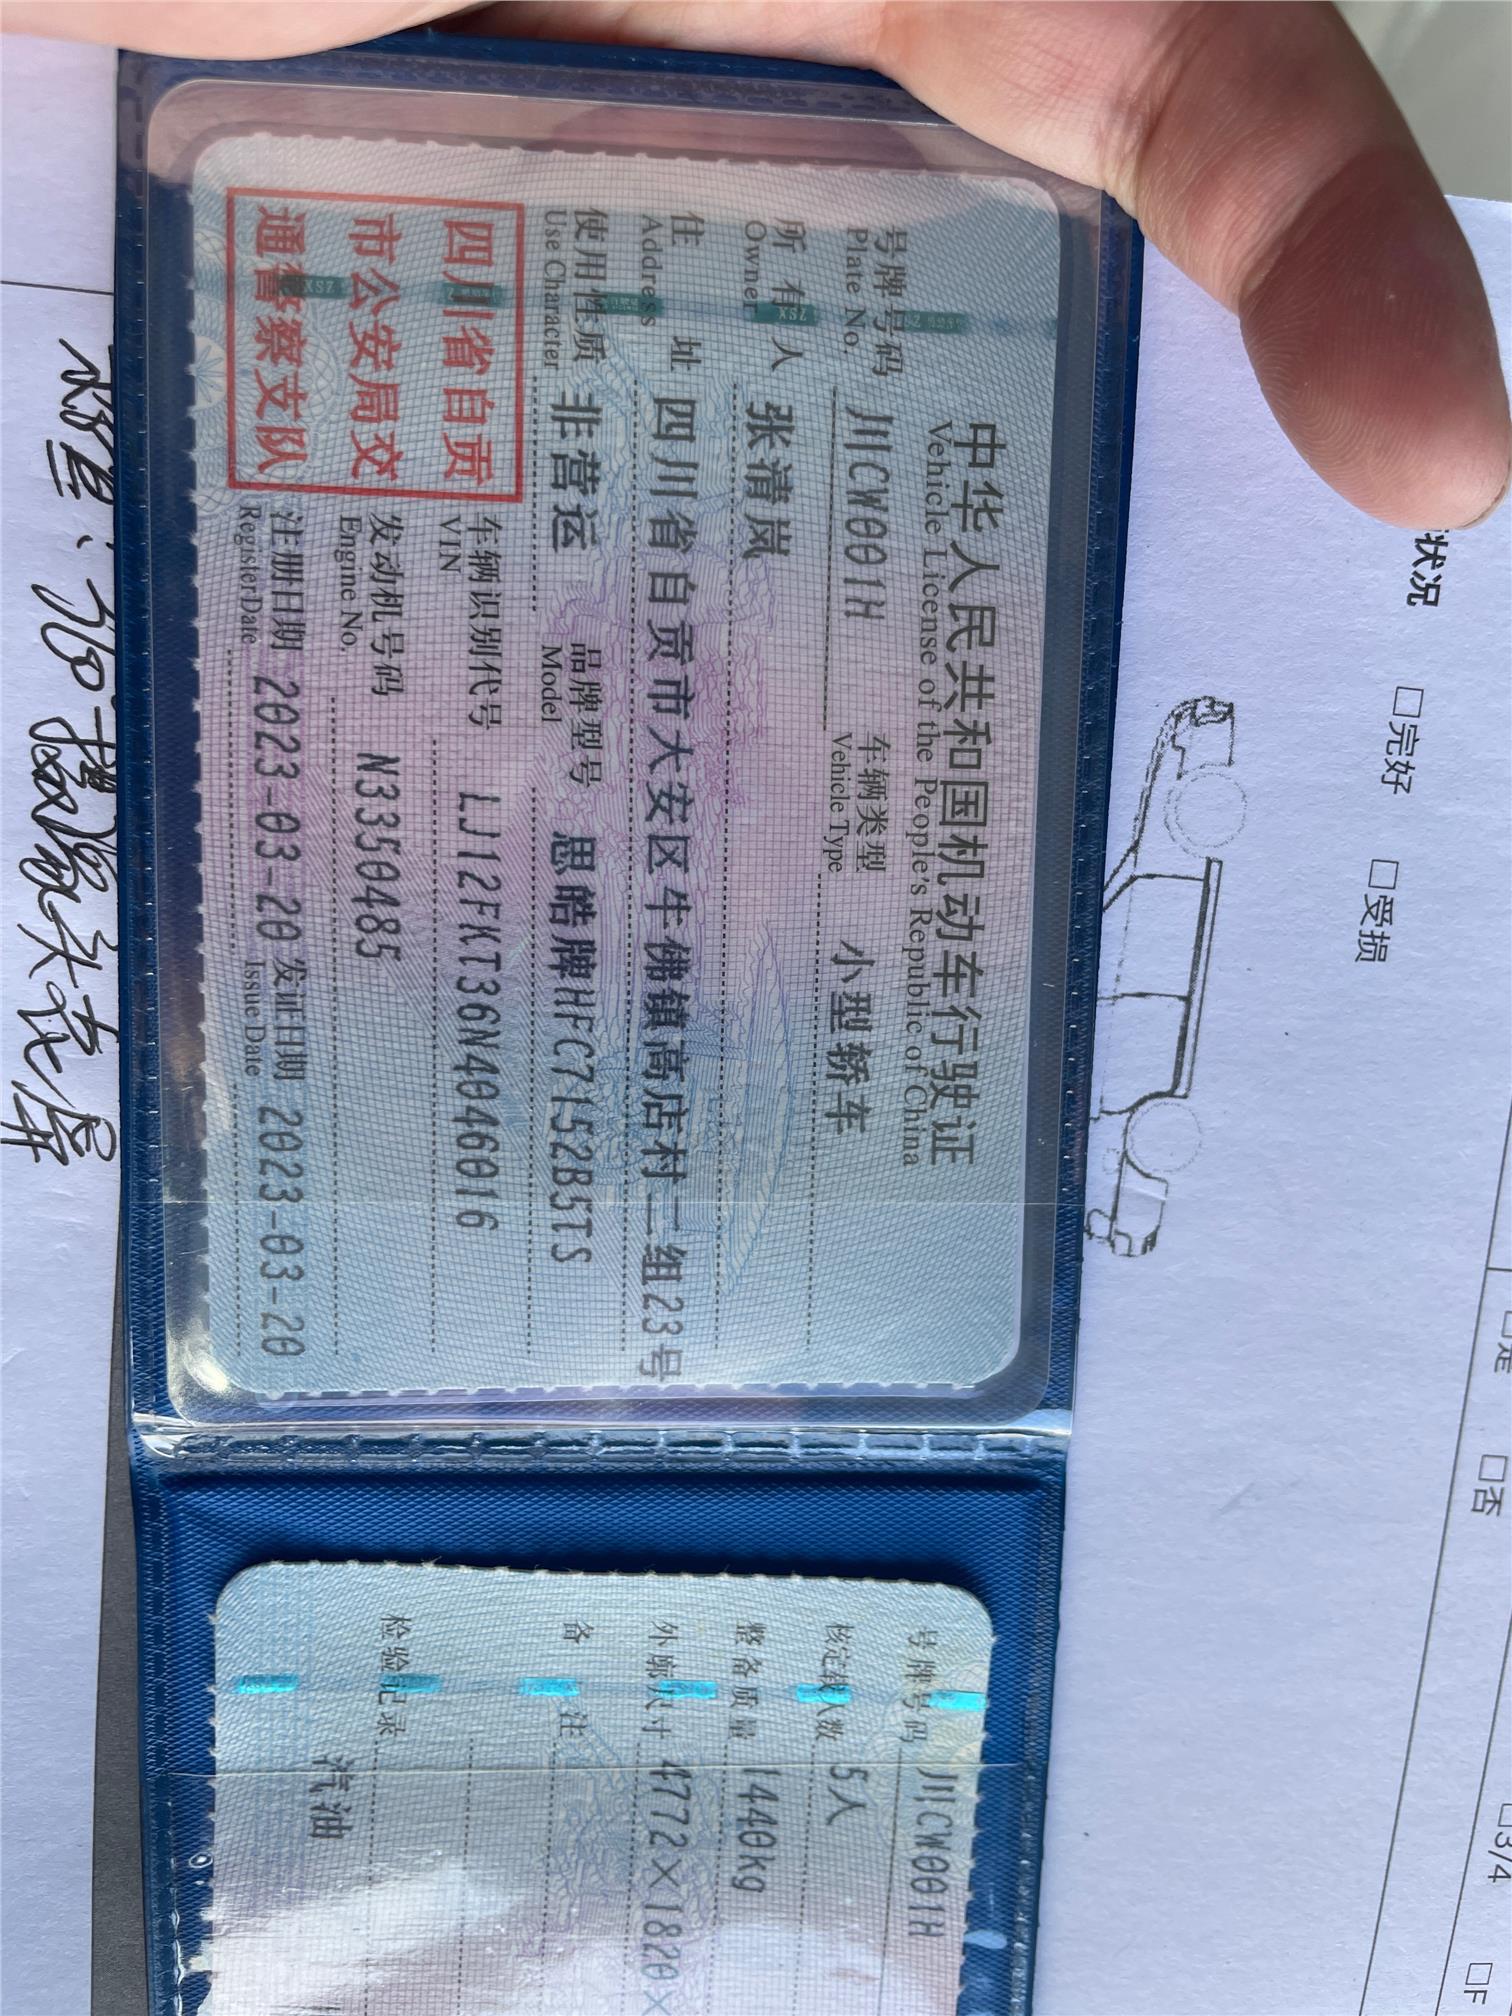 中华人民共和国机动车行驶证
Vehicle License of the People's Republic of China
号牌号码 川CW001H 车辆类型 小型轿车
Plate No. Vehicle Type
所有人 张清岚
Owner
住址 四川省自贡市大安区牛佛镇高店村二组23号
Address
使用性质 非营运 品牌型号 思皓牌HFC7152B5TS
Use Character Model
四川省自贡
市公安局交
通警察支队
车辆识别代号 LJ12FKT36N4046016
VIN
发动机号码 N3350485
Engine No.
注册日期 2023-03-20 发证日期 2023-03-20
Register Date Issue Date
号牌号码 川CW001H
核定载人数 5人
整备质量 1440kg
外廓尺寸 4772×1820×
备注
检验记录
汽油
状况 □完好 □受损
□否
□3/4
□F